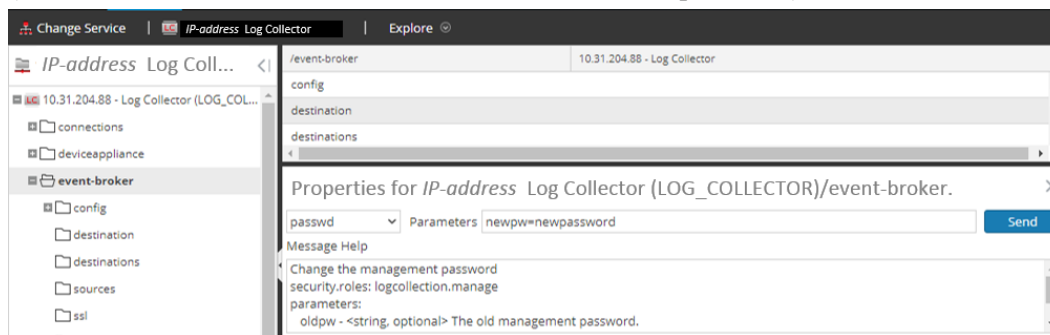 Change Service | LC IP-address Log Collector | Explore
IP-address Log Coll...
/event-broker 10.31.204.88 - Log Collector
config
destination
destinations
LC 10.31.204.88 - Log Collector (LOG_COL...
connections
deviceappliance
event-broker
config
destination
destinations
sources
ssl
Properties for IP-address Log Collector (LOG_COLLECTOR)/event-broker.
passwd Parameters newpw=newpassword Send
Message Help
Change the management password
security.roles: logcollection.manage
parameters:
oldpw - <string, optional> The old management password.